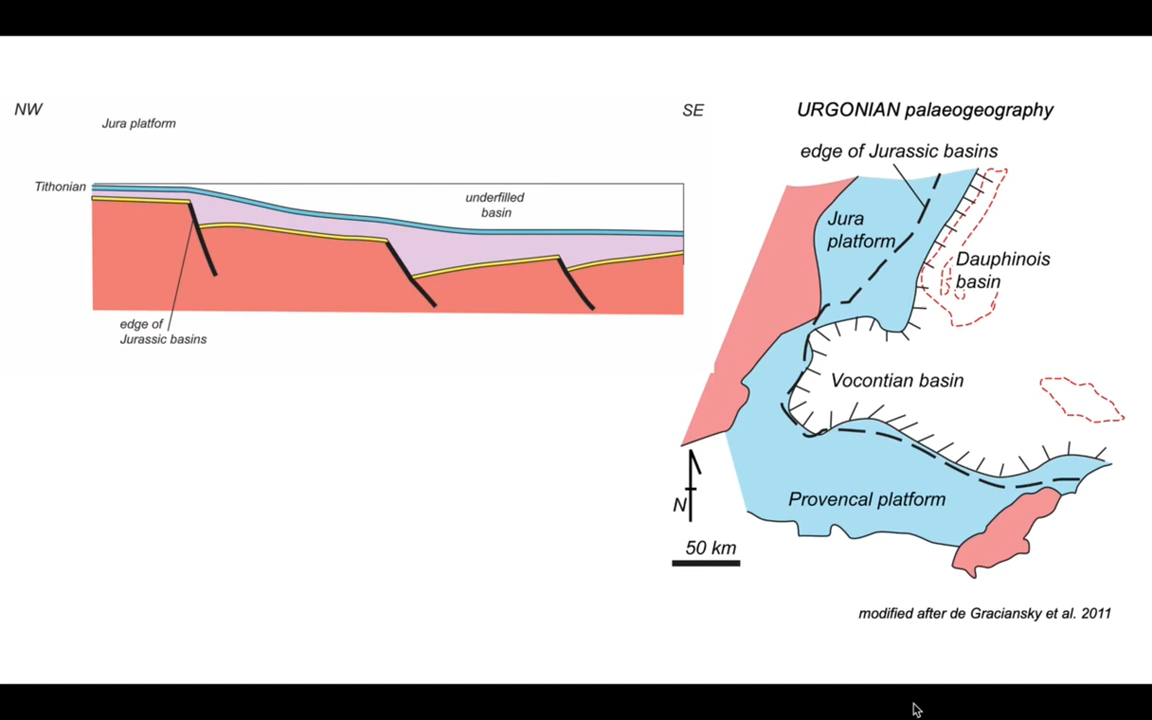 NW
Jura platform
SE
Tithonian
underfilled
basin
edge of
Jurassic basins
URGONIAN palaeogeography
edge of Jurassic basins
Jura
platform
Dauphinois
basin
Vocontian basin
Provencal platform
N
50 km
modified after de Graciansky et al. 2011